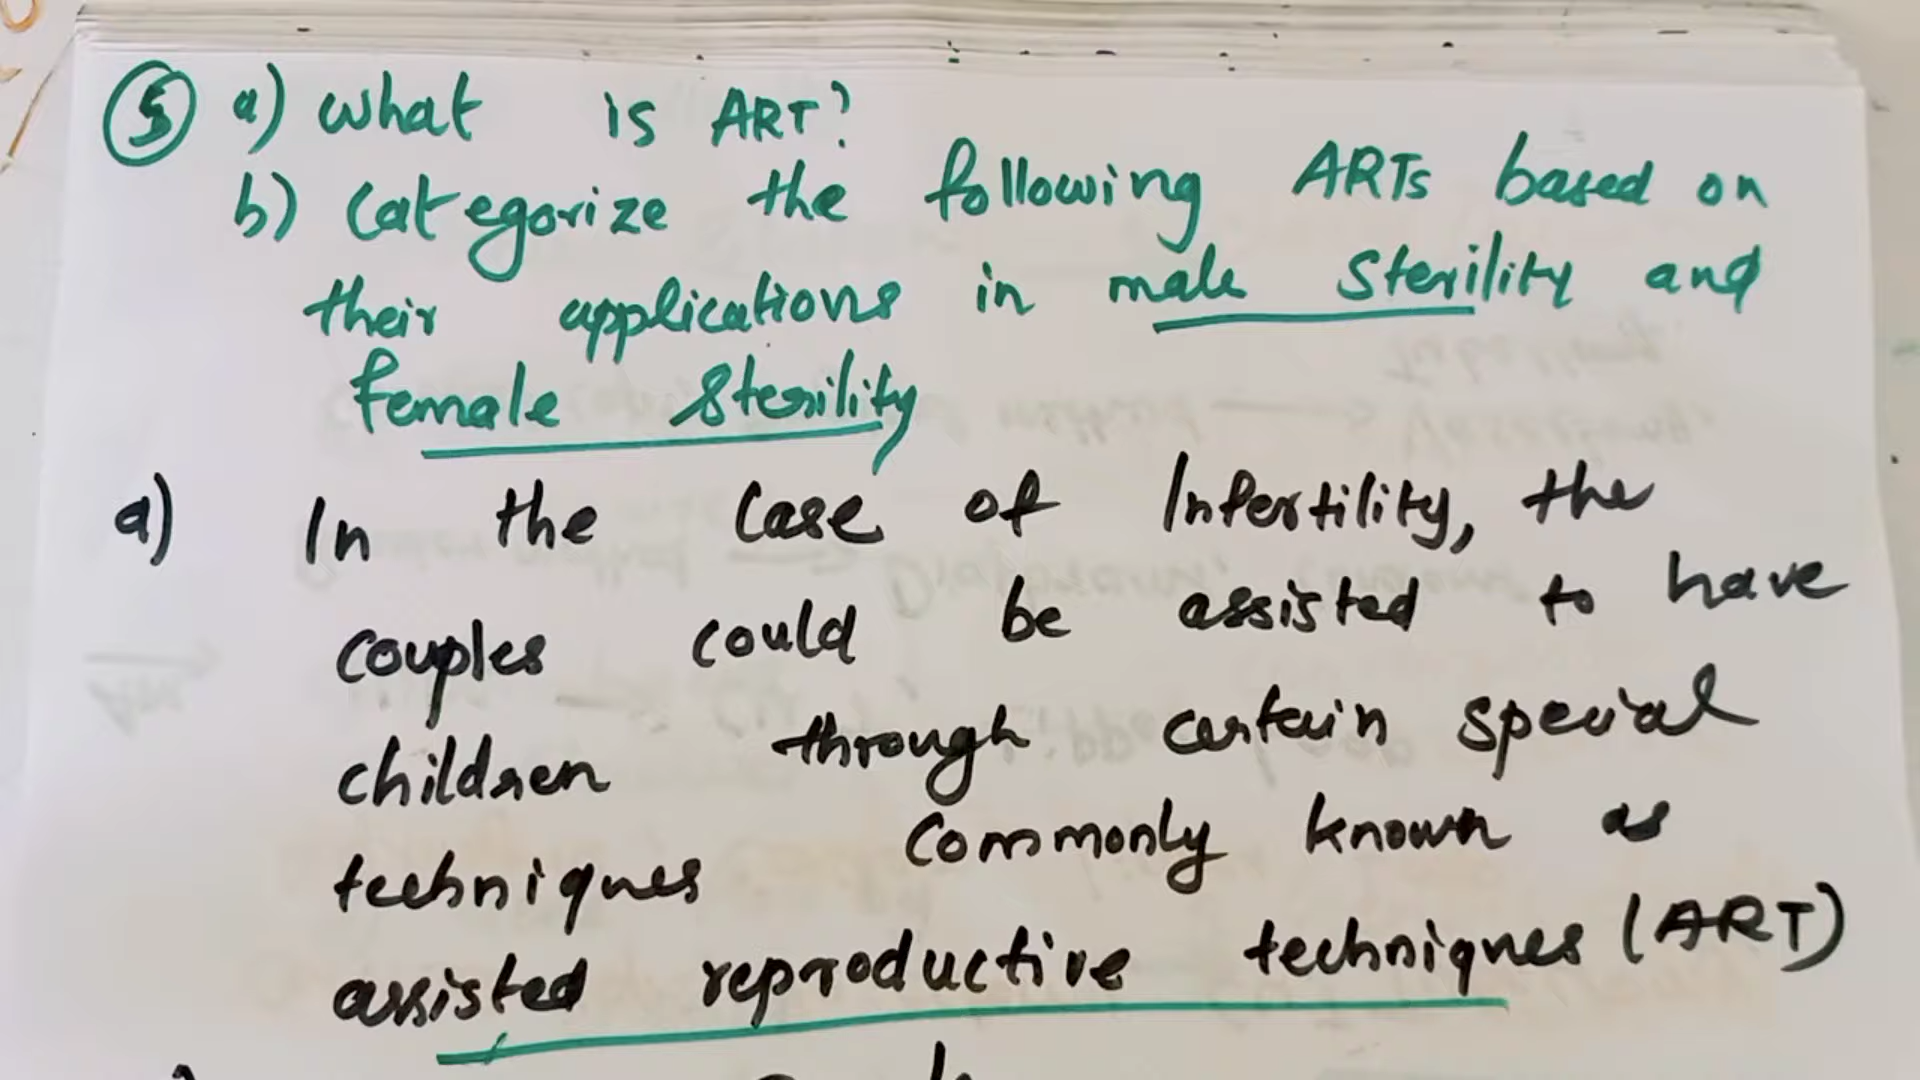 5 a) What is ART?
b) Categorize the following ARTs based on
their applications in male sterility and
female sterility
a) In the case of Infertility, the
couples could be assisted to have
children through certain special
techniques commonly known as
assisted reproductive techniques (ART)